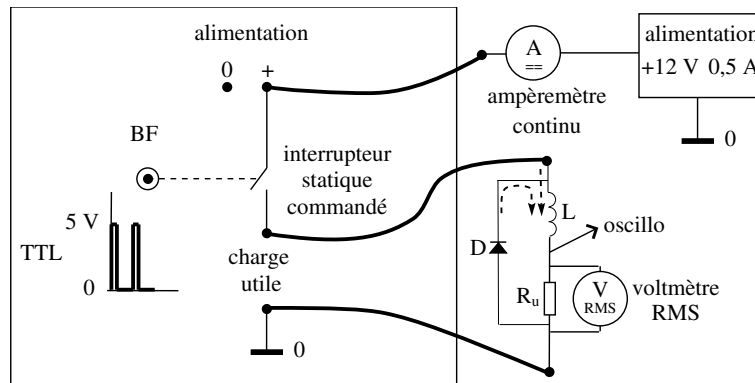 alimentation
0 +
BF
interrupteur
statique
commandé
5 V
TTL
0
charge
utile
0
A
==
ampèremètre
continu
alimentation
+12 V 0,5 A
0
L
oscillo
D
Ru
V
RMS
voltmètre
RMS